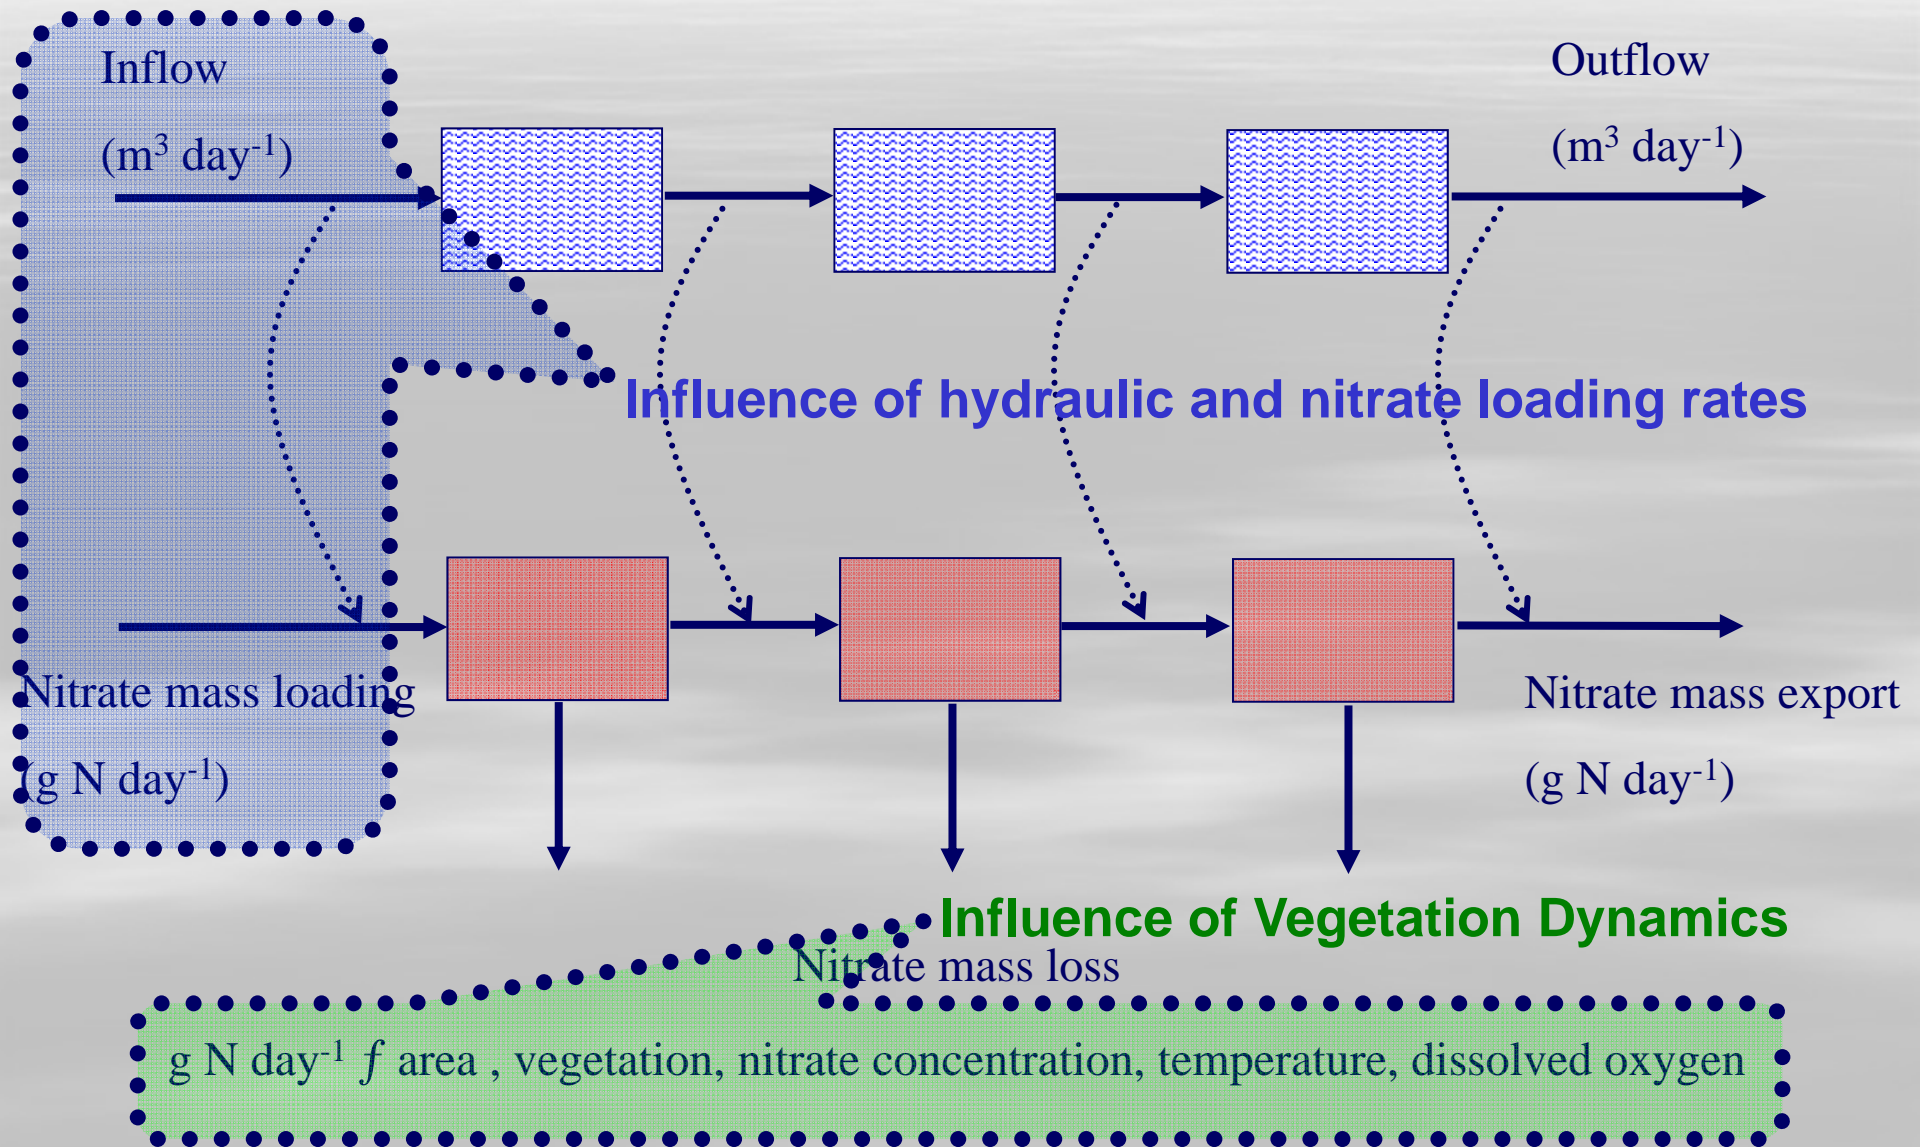 Inflow
(m³ day⁻¹)
Outflow
(m³ day⁻¹)
Influence of hydraulic and nitrate loading rates
Nitrate mass loading
(g N day⁻¹)
Nitrate mass export
(g N day⁻¹)
Influence of Vegetation Dynamics
Nitrate mass loss
g N day⁻¹ ƒ area , vegetation, nitrate concentration, temperature, dissolved oxygen